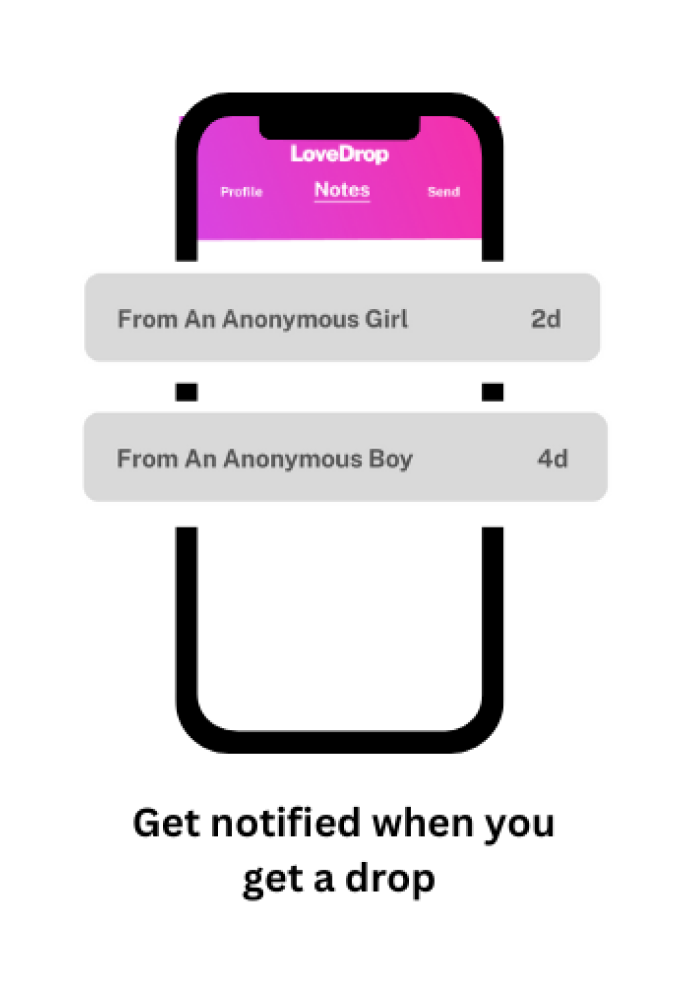 LoveDrop
Profile Notes Send
From An Anonymous Girl 2d
From An Anonymous Boy 4d
Get notified when you
get a drop